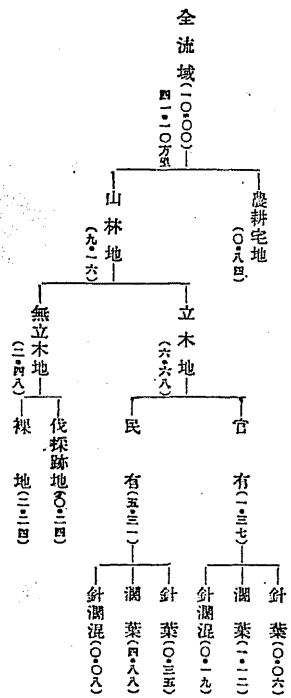 全流域(一〇・〇〇)
四一・一〇万里
農耕宅地
(〇・八四)
山林地
(九・一六)
立木地
(六・六八)
無立木地
(二・四八)
官有(一・三七)
民有(五・三一)
伐採跡地(〇・二四)
裸地(二・二四)
針葉(〇・〇六)
濶葉(一・一二)
針濶混(〇・一九)
針葉(〇・三五)
濶葉(四・八八)
針濶混(〇・〇八)